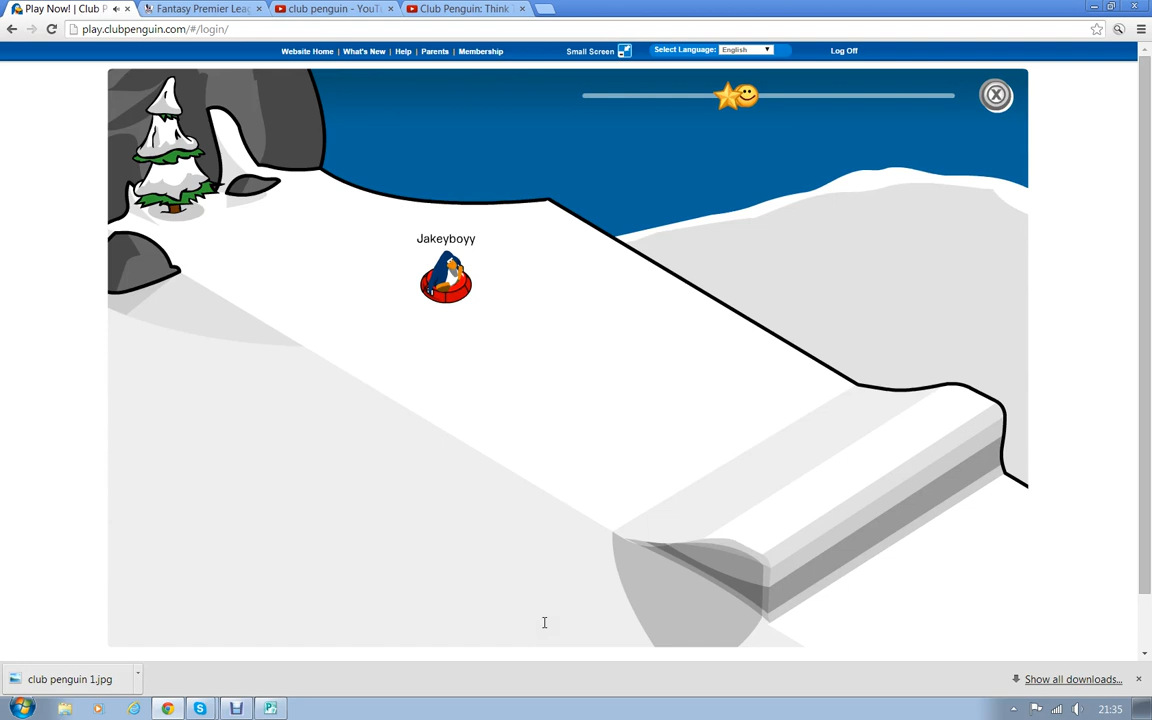 Play Now! | Club P
Fantasy Premier Leag
club penguin - YouTu
Club Penguin: Think
play.clubpenguin.com/#/login/
Website Home | What's New | Help | Parents | Membership
Small Screen
Select Language: English
Log Off
Jakeyboyy
club penguin 1.jpg
Show all downloads...
21:35